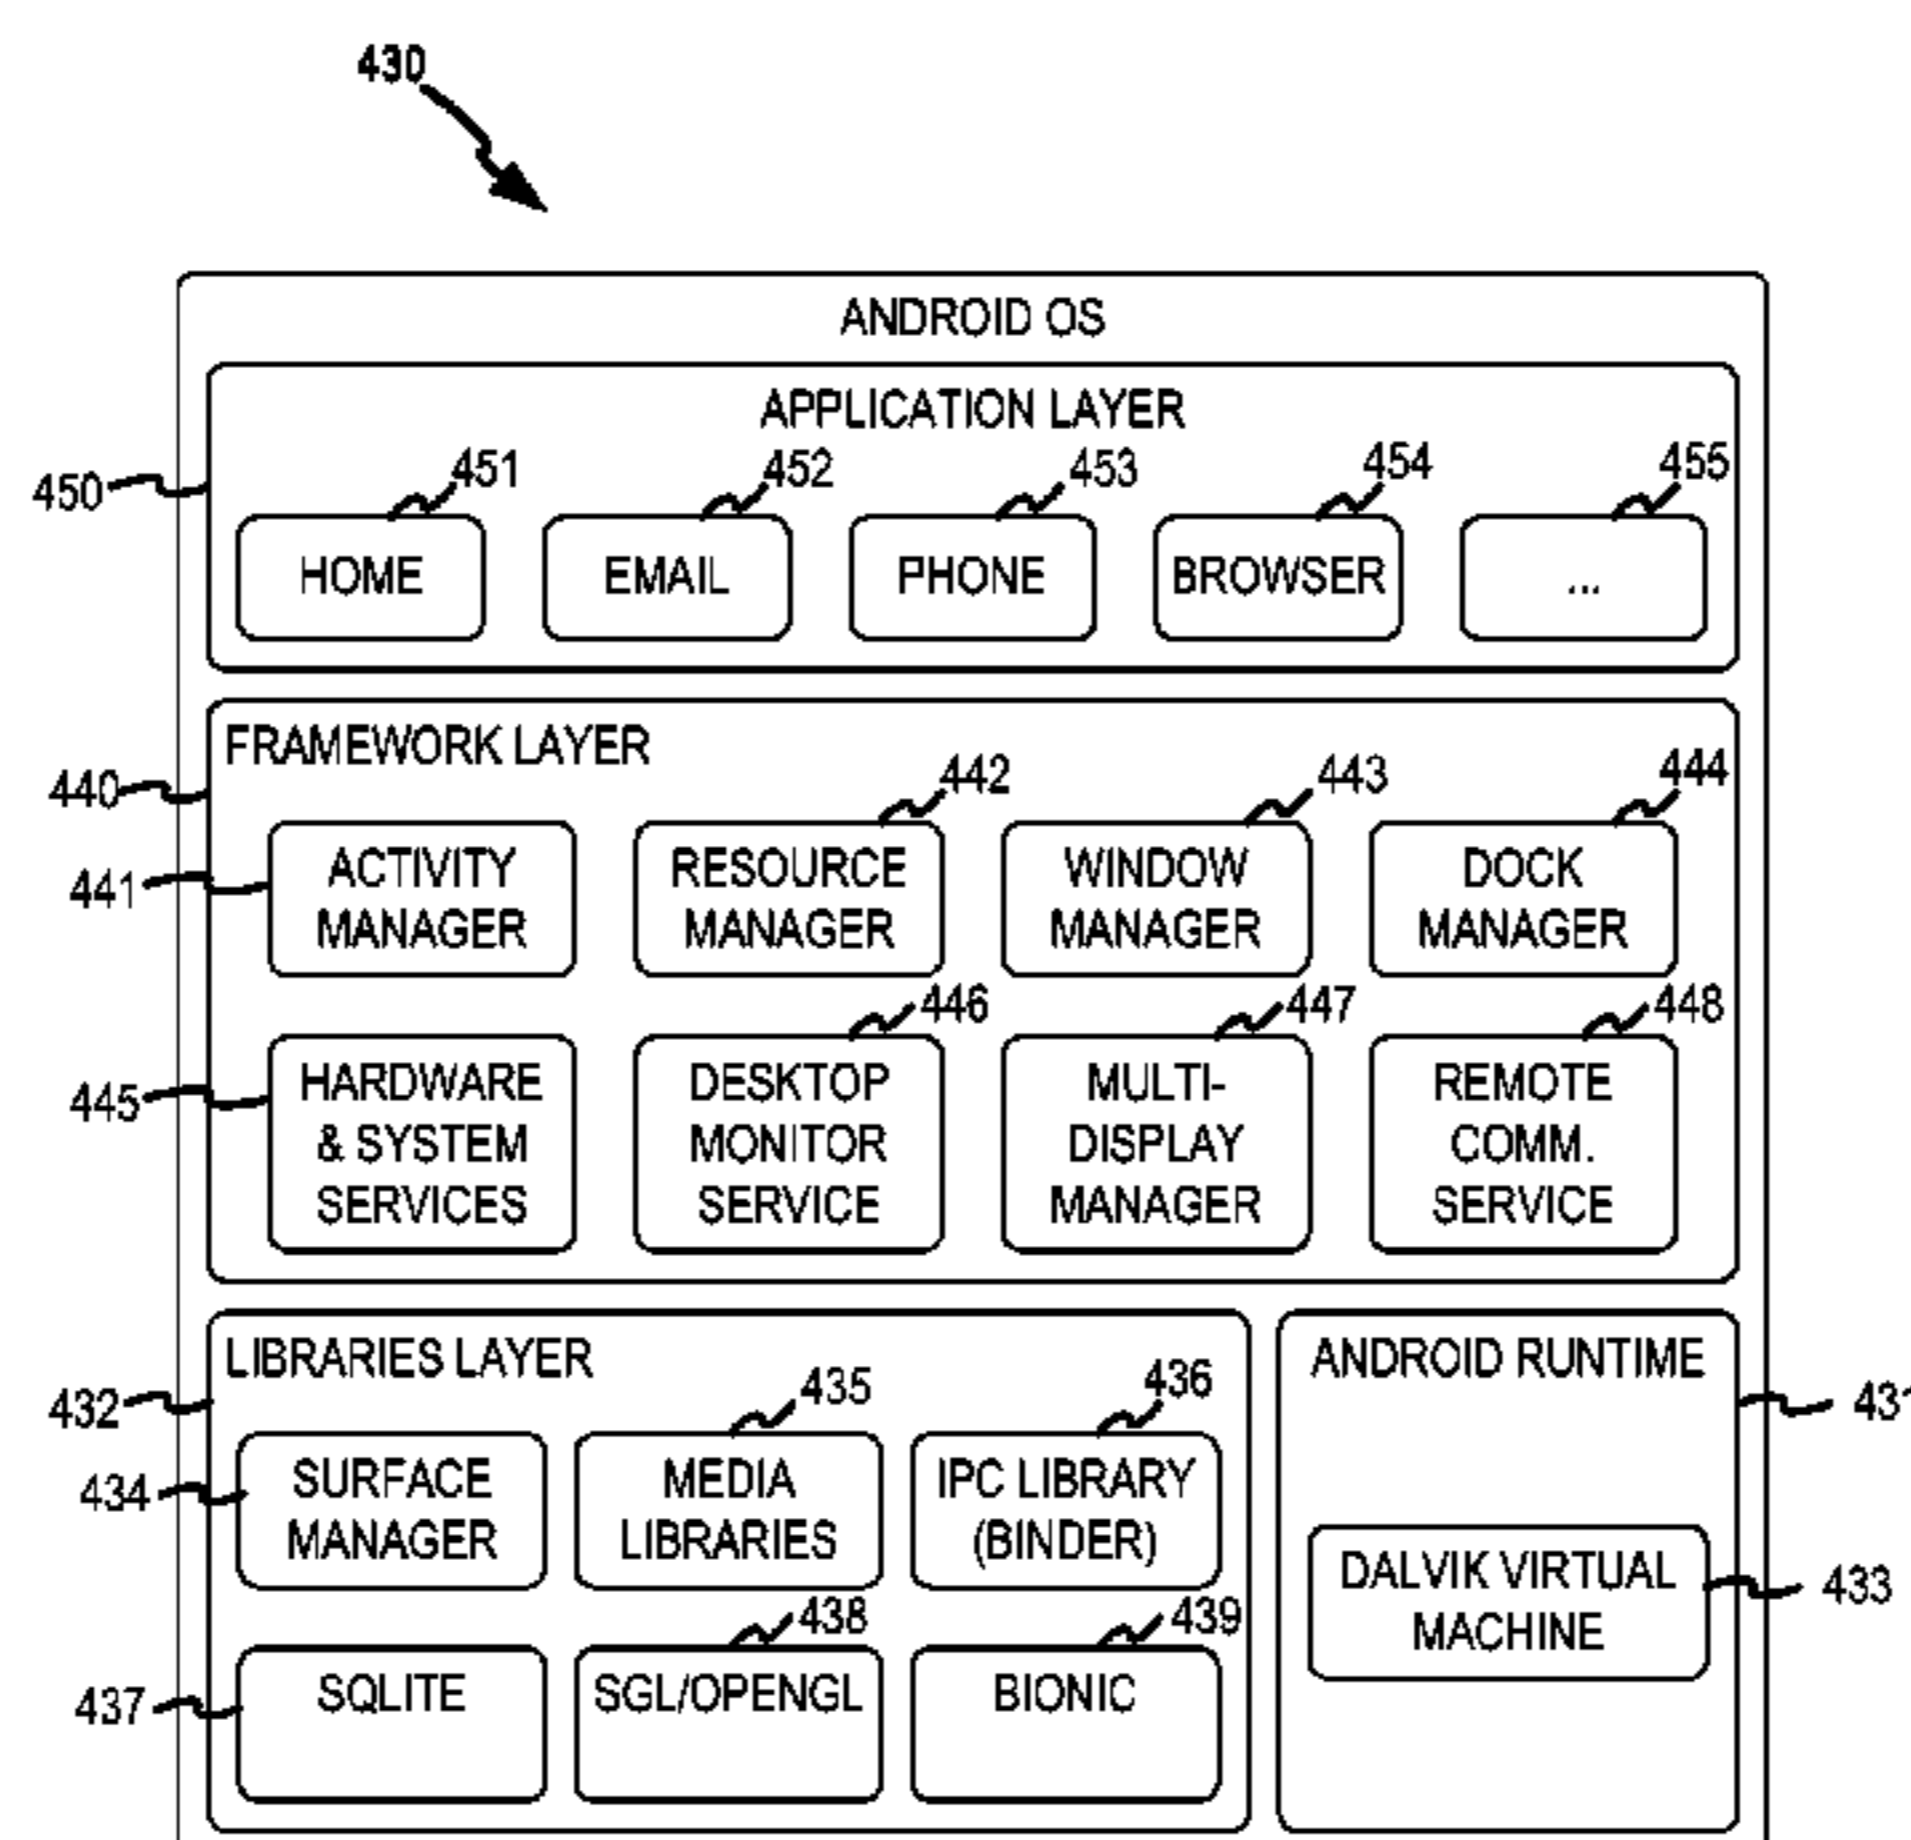 430
ANDROID OS
APPLICATION LAYER
450
451
452
453
454
455
HOME
EMAIL
PHONE
BROWSER
...
FRAMEWORK LAYER
440
442
443
444
441
ACTIVITY
MANAGER
RESOURCE
MANAGER
WINDOW
MANAGER
DOCK
MANAGER
446
447
448
445
HARDWARE
& SYSTEM
SERVICES
DESKTOP
MONITOR
SERVICE
MULTI-
DISPLAY
MANAGER
REMOTE
COMM.
SERVICE
LIBRARIES LAYER
432
435
436
434
SURFACE
MANAGER
MEDIA
LIBRARIES
IPC LIBRARY
(BINDER)
438
439
437
SQLITE
SGL/OPENGL
BIONIC
ANDROID RUNTIME
431
DALVIK VIRTUAL
MACHINE
433